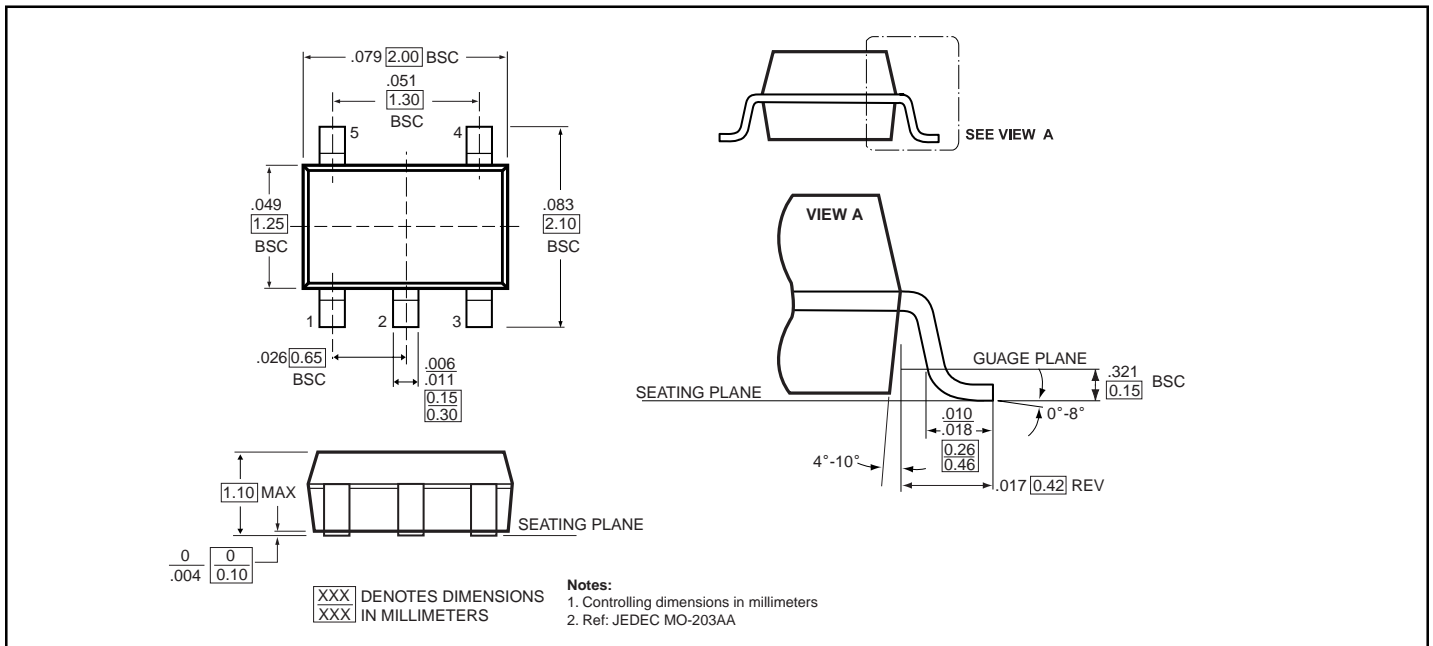 .079 2.00 BSC
.051
1.30
BSC
5
4
.049
1.25
BSC
.083
2.10
BSC
1
2
3
.026 0.65
BSC
.006
.011
0.15
0.30
SEE VIEW A
VIEW A
GUAGE PLANE
.321
0.15 BSC
SEATING PLANE
0°-8°
.010
.018
0.26
0.46
4°-10°
.017 0.42 REV
1.10 MAX
SEATING PLANE
0 0
.004 0.10
XXX DENOTES DIMENSIONS
XXX IN MILLIMETERS
Notes:
1. Controlling dimensions in millimeters
2. Ref: JEDEC MO-203AA